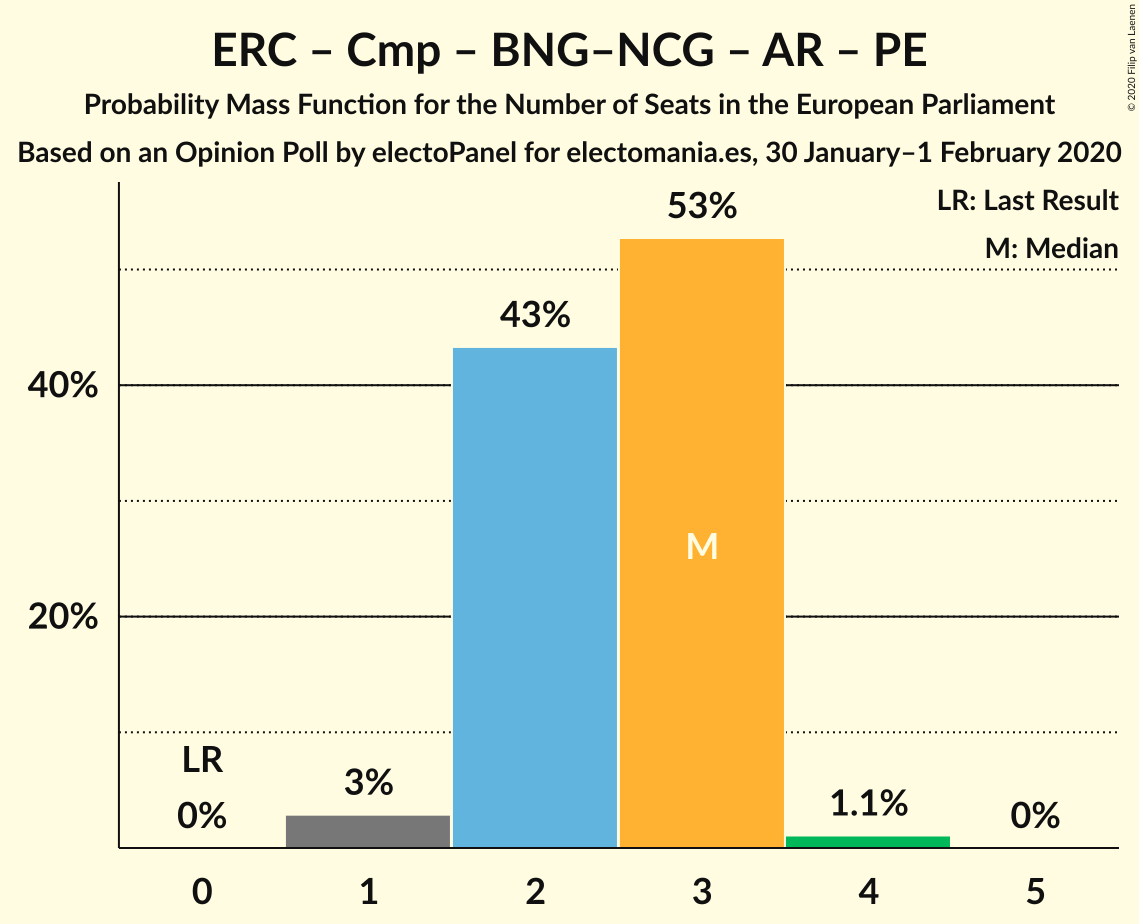 ERC – Cmp – BNG–NCG – AR – PE
Probability Mass Function for the Number of Seats in the European Parliament
Based on an Opinion Poll by electoPanel for electomania.es, 30 January–1 February 2020
© 2020 Filip van Laenen
LR: Last Result
M: Median
53%
43%
40%
M
20%
LR
3%
1.1%
0%
0%
0 1 2 3 4 5